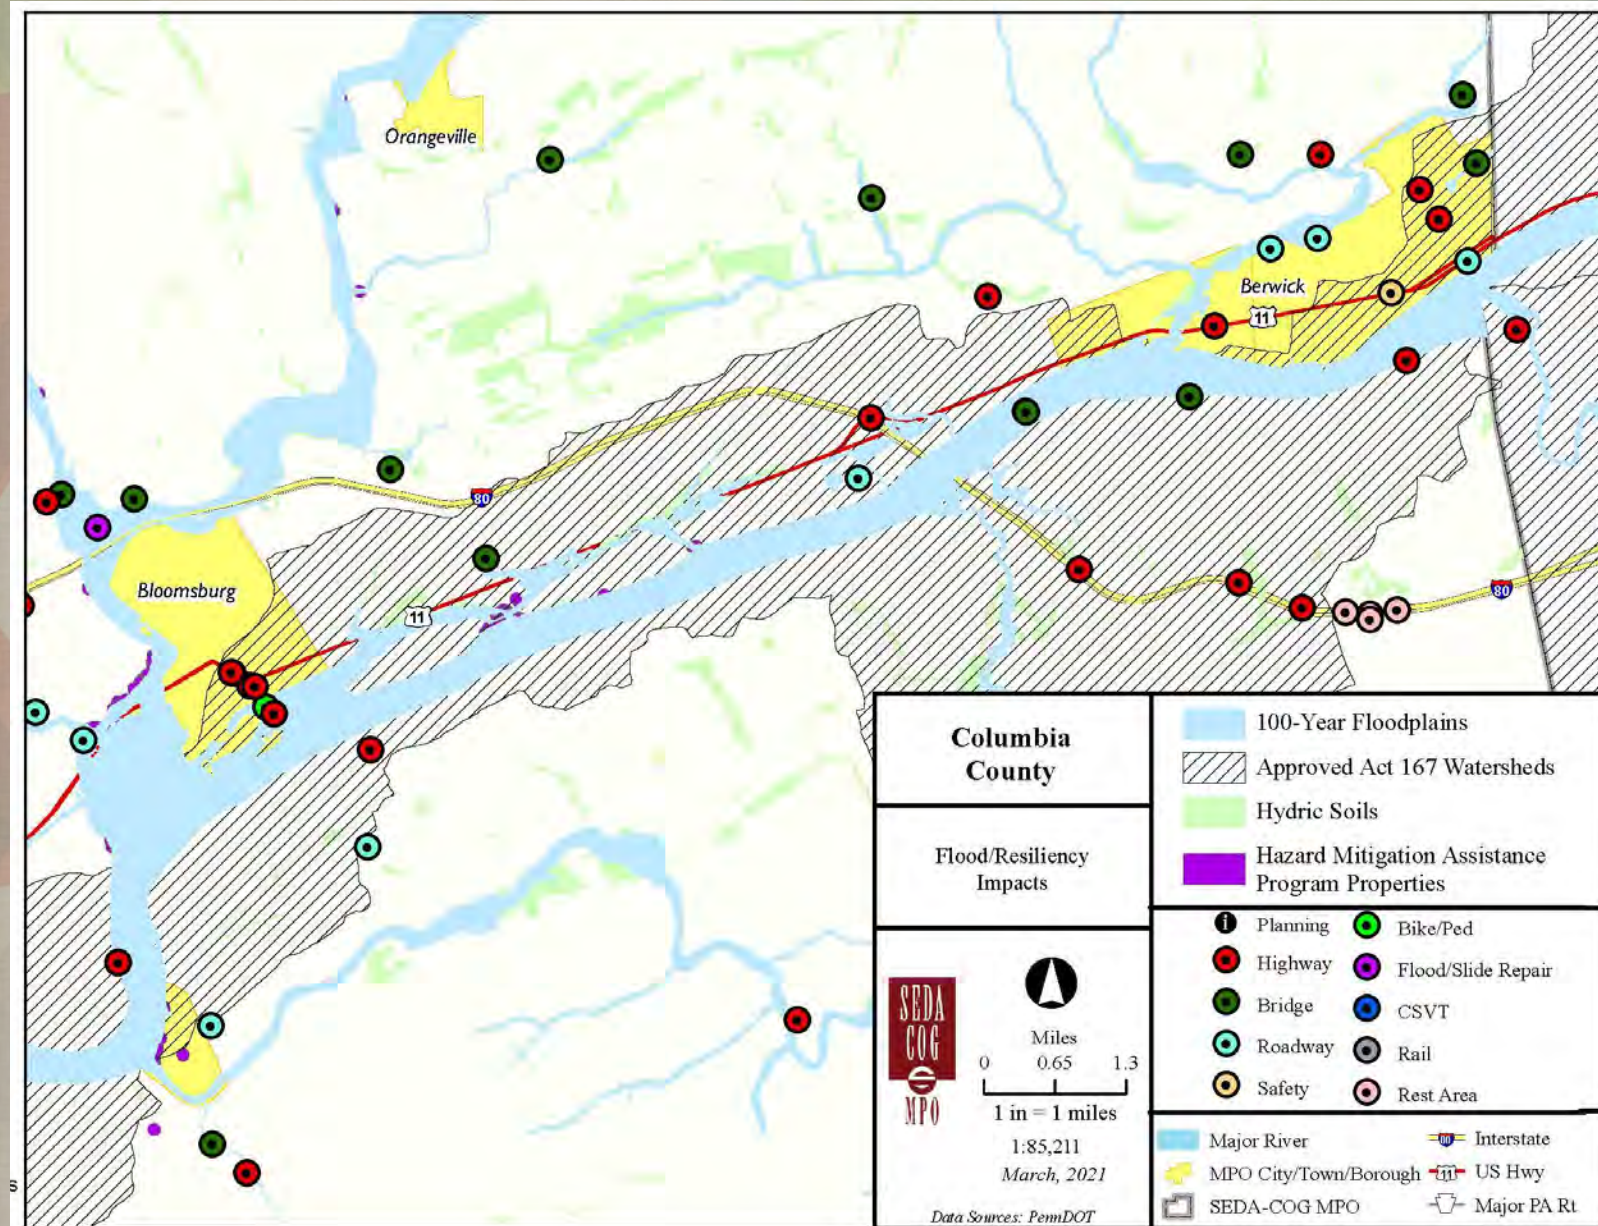 Orangeville
Berwick
11
80
Bloomsburg
11
80
s
Columbia
County
Flood/Resiliency
Impacts
SEDA
COG
MPO
Miles
0 0.65 1.3
1 in = 1 miles
1:85,211
March, 2021
Data Sources: PennDOT
100-Year Floodplains
Approved Act 167 Watersheds
Hydric Soils
Hazard Mitigation Assistance
Program Properties
i Planning
Bike/Ped
Highway
Flood/Slide Repair
Bridge
CSVT
Roadway
Rail
Safety
Rest Area
Major River
Interstate
MPO City/Town/Borough
11 US Hwy
SEDA-COG MPO
Major PA Rt